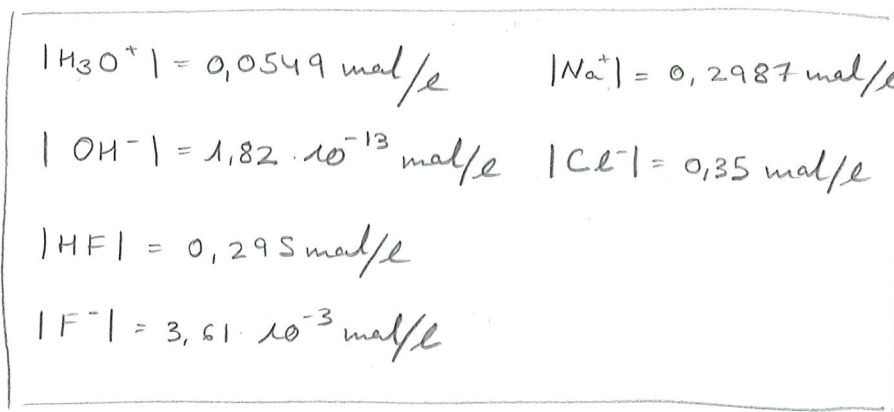 |H3O⁺| = 0,0549 mol/l |Na⁺| = 0,2987 mol/l
|OH⁻| = 1,82 · 10⁻¹³ mol/l |Cl⁻| = 0,35 mol/l
|HF| = 0,295 mol/l
|F⁻| = 3,61 · 10⁻³ mol/l